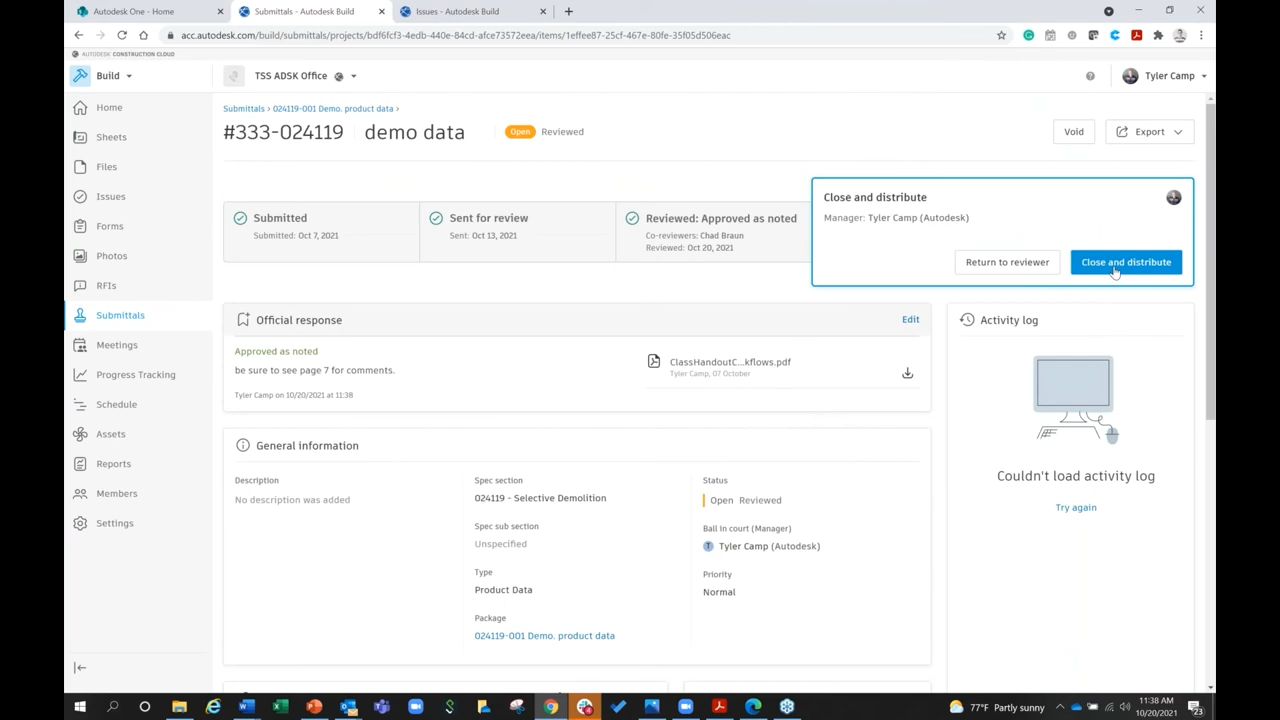 Autodesk One - Home
Submittals - Autodesk Build
Issues - Autodesk Build
acc.autodesk.com/build/submittals/projects/bdf6fcf3-4edb-440e-84cd-afce73572eea/items/1effee87-25cf-467e-80fe-35f05d506eac
AUTODESK CONSTRUCTION CLOUD
Build
TSS ADSK Office
Tyler Camp
Home
Sheets
Files
Issues
Forms
Photos
RFIs
Submittals
Meetings
Progress Tracking
Schedule
Assets
Reports
Members
Settings
Submittals › 024119-001 Demo. product data ›
#333-024119 demo data Open Reviewed
Void
Export
Submitted
Submitted: Oct 7, 2021
Sent for review
Sent: Oct 13, 2021
Reviewed: Approved as noted
Co-reviewers: Chad Braun
Reviewed: Oct 20, 2021
Close and distribute
Manager: Tyler Camp (Autodesk)
Return to reviewer
Close and distribute
Official response
Edit
Approved as noted
be sure to see page 7 for comments.
Tyler Camp on 10/20/2021 at 11:38
ClassHandoutC...kflows.pdf
Tyler Camp, 07 October
General information
Description
No description was added
Spec section
024119 - Selective Demolition
Spec sub section
Unspecified
Type
Product Data
Package
024119-001 Demo. product data
Status
Open Reviewed
Ball in court (Manager)
T Tyler Camp (Autodesk)
Priority
Normal
Activity log
Couldn't load activity log
Try again
77°F Partly sunny
11:38 AM
10/20/2021
23